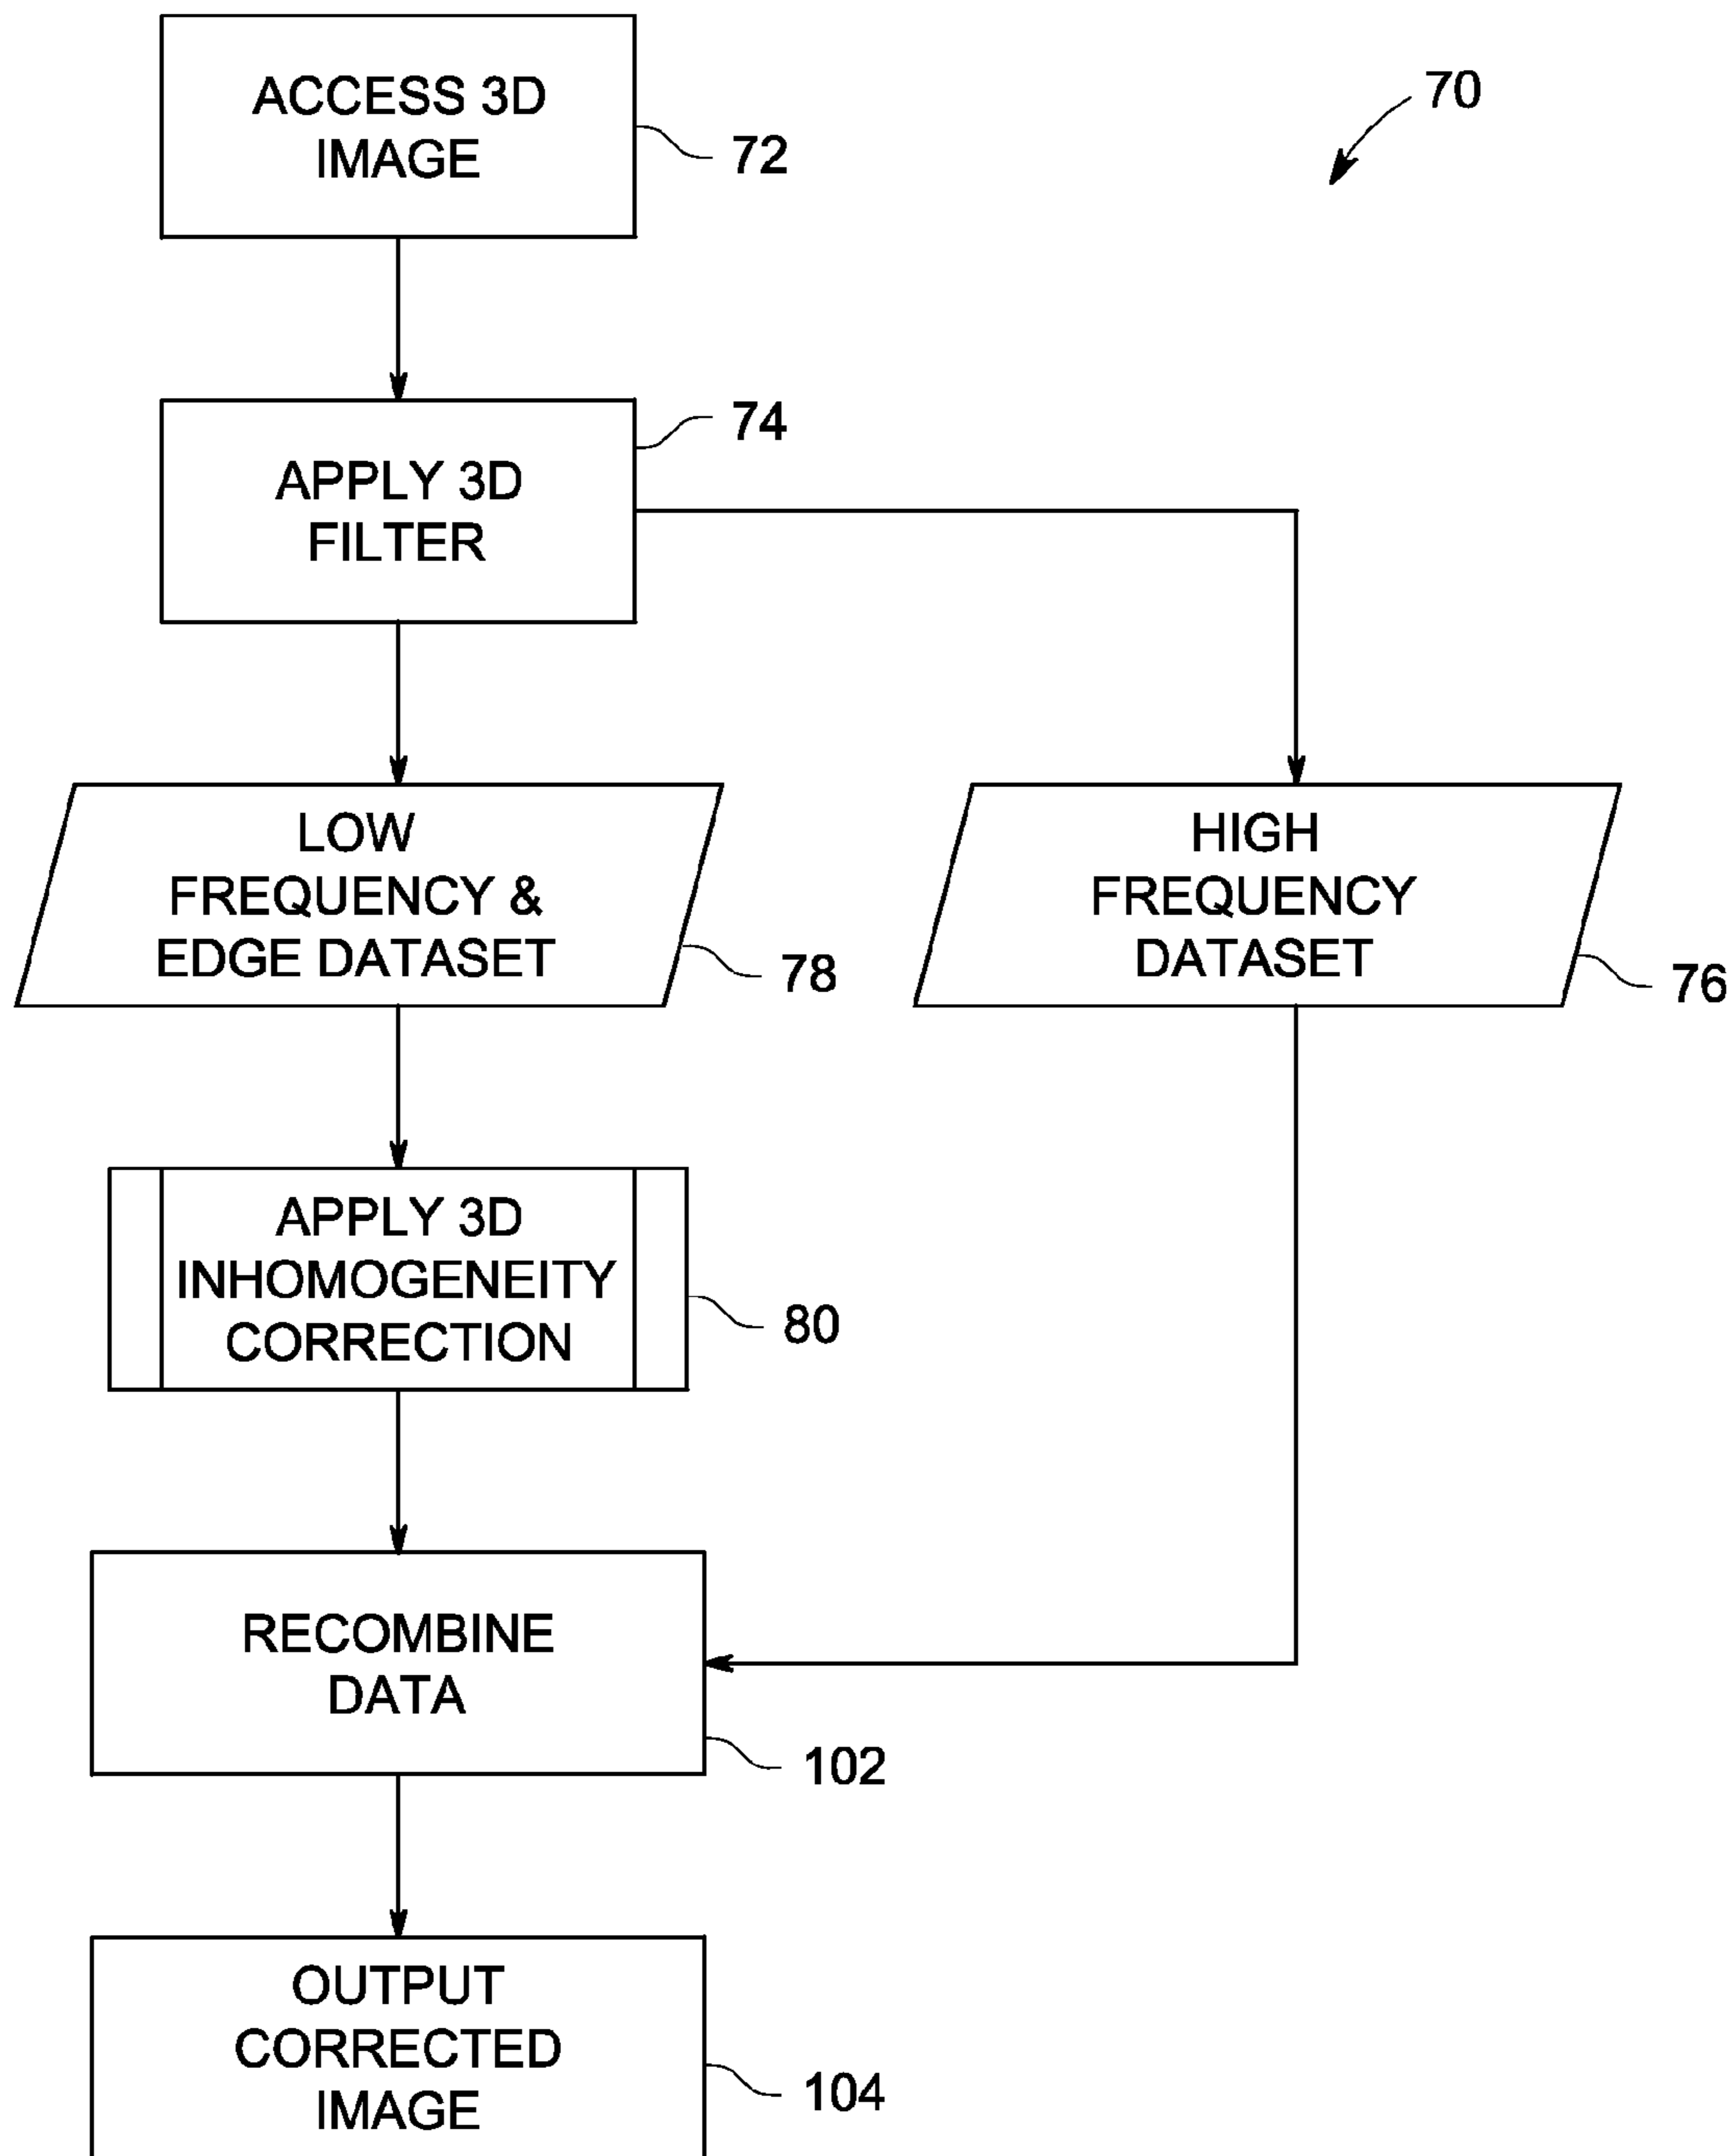 ACCESS 3D
IMAGE
72
70
APPLY 3D
FILTER
74
LOW
FREQUENCY &
EDGE DATASET
78
HIGH
FREQUENCY
DATASET
76
APPLY 3D
INHOMOGENEITY
CORRECTION
80
RECOMBINE
DATA
102
OUTPUT
CORRECTED
IMAGE
104